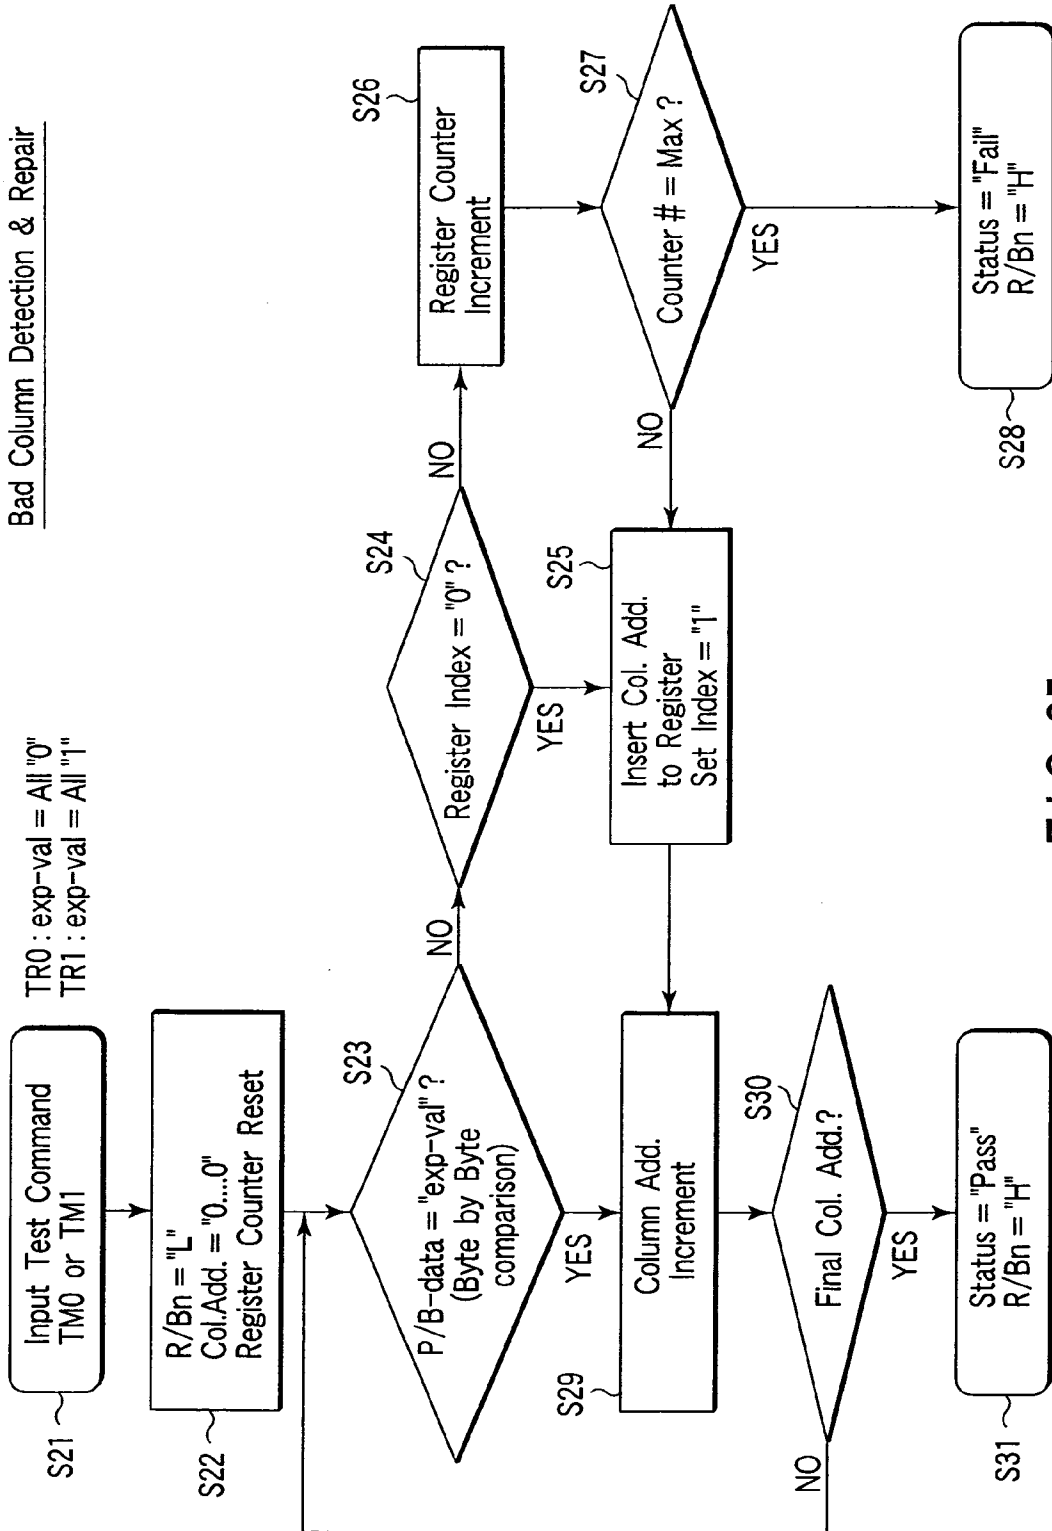 Bad Column Detection & Repair
TR0 : exp-val = All "0"
TR1 : exp-val = All "1"
S21
Input Test Command
TM0 or TM1
S22
R/Bn = "L"
Col.Add. = "0....0"
Register Counter Reset
S23
P/B-data = "exp-val" ?
(Byte by Byte
comparison)
NO
YES
S24
Register Index = "0" ?
NO
YES
S26
Register Counter
Increment
S27
Counter # = Max ?
NO
YES
S25
Insert Col. Add.
to Register
Set Index = "1"
S28
Status = "Fail"
R/Bn = "H"
S29
Column Add.
Increment
S30
Final Col. Add.?
NO
YES
S31
Status = "Pass"
R/Bn = "H"